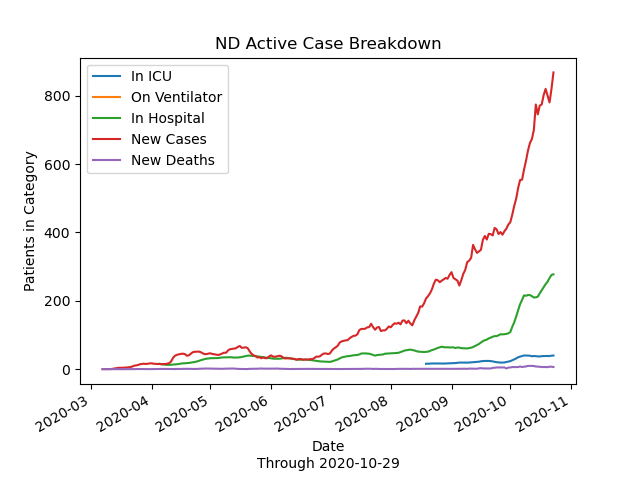 ND Active Case Breakdown
In ICU
On Ventilator
In Hospital
New Cases
New Deaths
Patients in Category
800
600
400
200
0
2020-03
2020-04
2020-05
2020-06
2020-07
2020-08
2020-09
2020-10
2020-11
Date
Through 2020-10-29